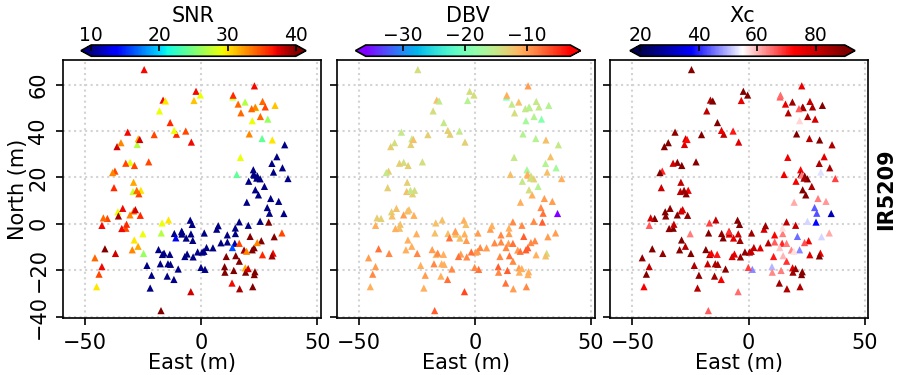 SNR DBV Xc
10 20 30 40 −30 −20 −10 20 40 60 80
60
40
20
0
−20
−40
North (m)
IR5209
−50 0 50 −50 0 50 −50 0 50
East (m) East (m) East (m)